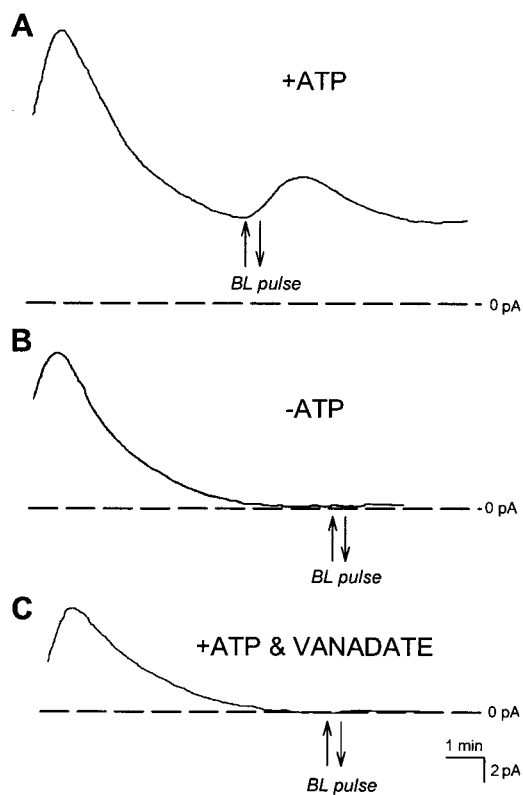 A
+ATP
BL pulse
0 pA
B
-ATP
0 pA
BL pulse
C
+ATP & VANADATE
0 pA
1 min
2 pA
BL pulse